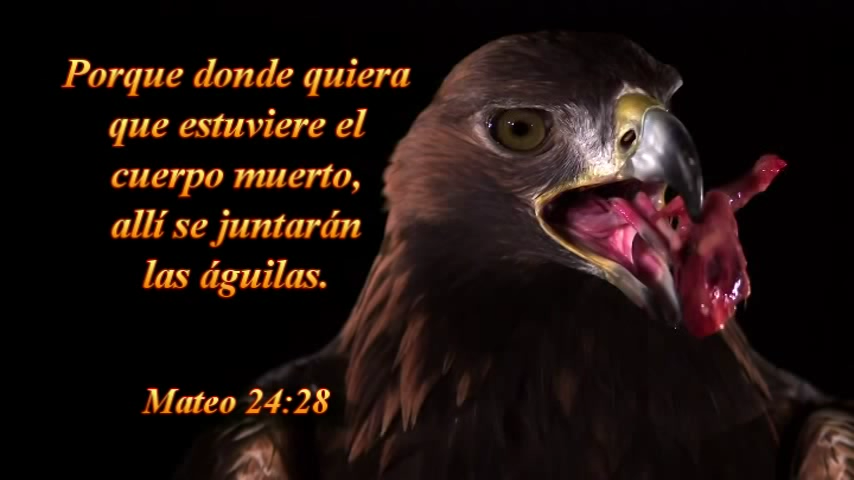 Porque donde quiera
que estuviere el
cuerpo muerto,
allí se juntarán
las águilas.
Mateo 24:28